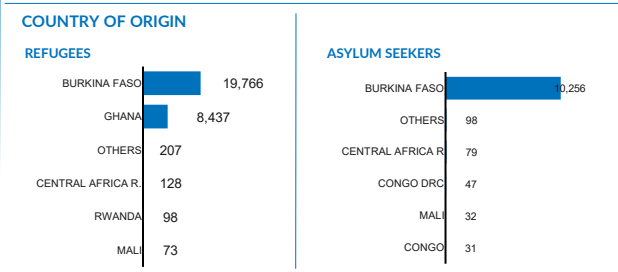 COUNTRY OF ORIGIN
REFUGEES
BURKINA FASO 19,766
GHANA 8,437
OTHERS 207
CENTRAL AFRICA R. 128
RWANDA 98
MALI 73
ASYLUM SEEKERS
BURKINA FASO 10,256
OTHERS 98
CENTRAL AFRICA R 79
CONGO DRC 47
MALI 32
CONGO 31